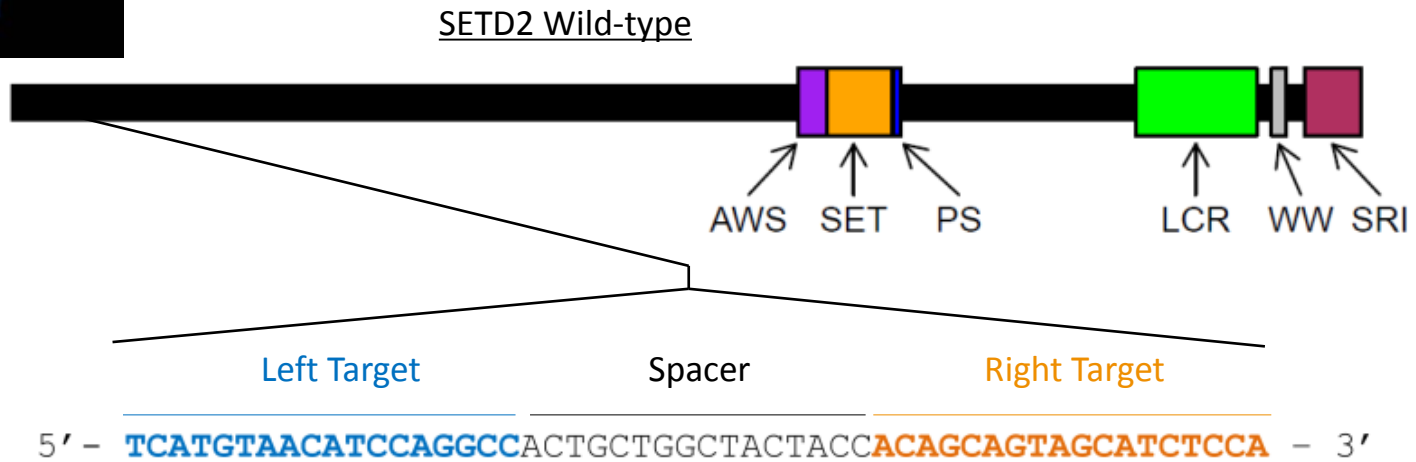 SETD2 Wild-type
AWS SET PS LCR WW SRI
Left Target Spacer Right Target
5′ – TCATGTAACATCCAGGCCACTGCTGGCTACTACCACAGCAGTAGCATCTCCA – 3′